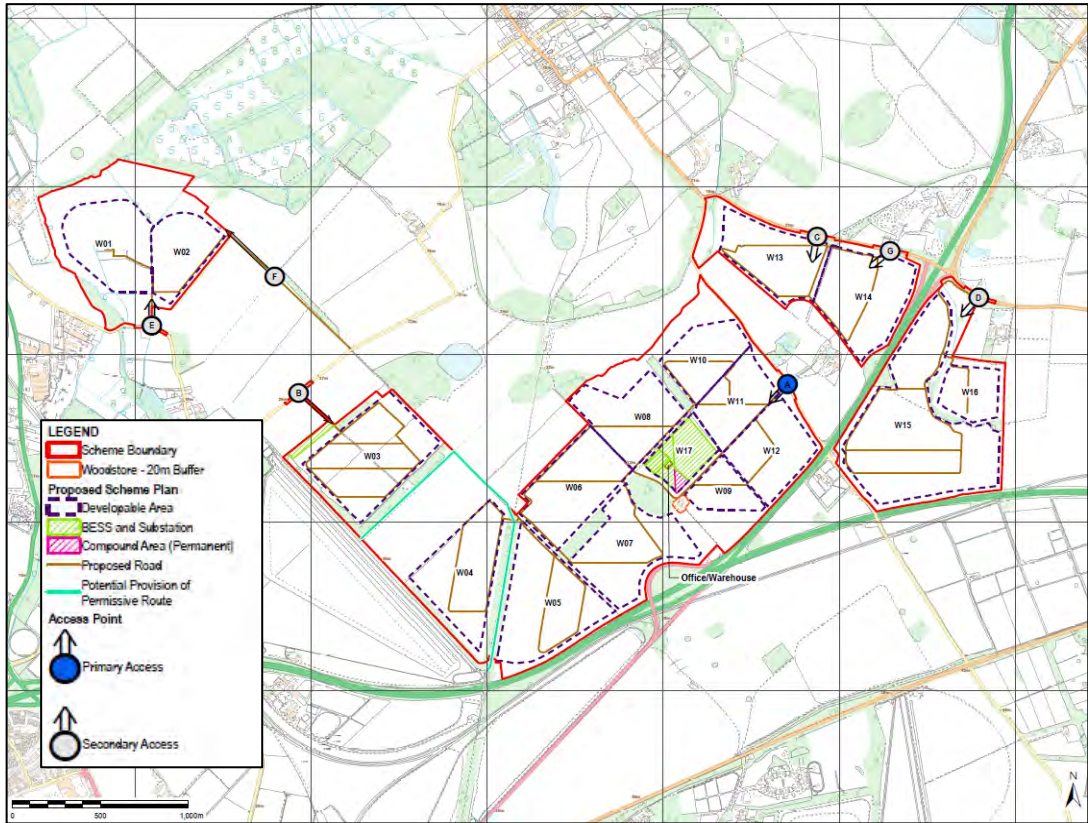 W01
W02
F
E
B
C
G
D
W13
W14
W10
A
W11
W08
W16
W17
W15
W12
W03
W06
W09
W07
W04
W05
Office/Warehouse
LEGEND
Scheme Boundary
Woodstore - 20m Buffer
Proposed Scheme Plan
Developable Area
BESS and Substation
Compound Area (Permanent)
Proposed Road
Potential Provision of
Permissive Route
Access Point
Primary Access
Secondary Access
0 500 1,000m
N